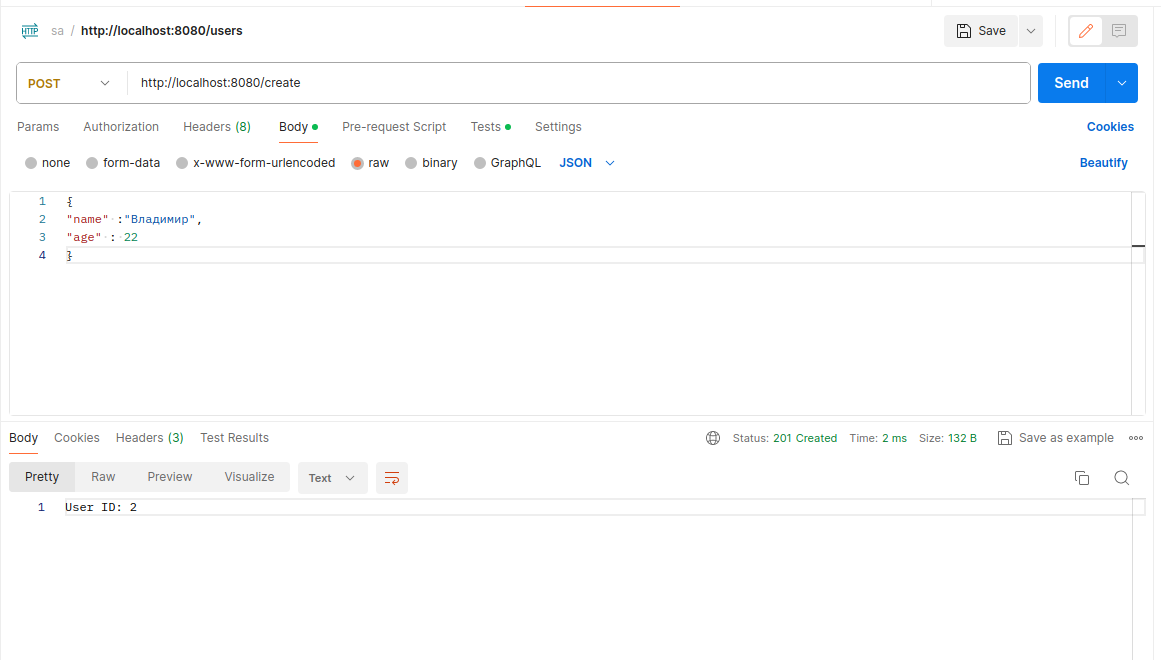 HTTP sa / http://localhost:8080/users Save
POST http://localhost:8080/create Send
Params Authorization Headers (8) Body Pre-request Script Tests Settings Cookies
none form-data x-www-form-urlencoded raw binary GraphQL JSON Beautify
1 {
2 "name" :"Владимир",
3 "age" : 22
4 }
Body Cookies Headers (3) Test Results Status: 201 Created Time: 2 ms Size: 132 B Save as example
Pretty Raw Preview Visualize Text
1 User ID: 2